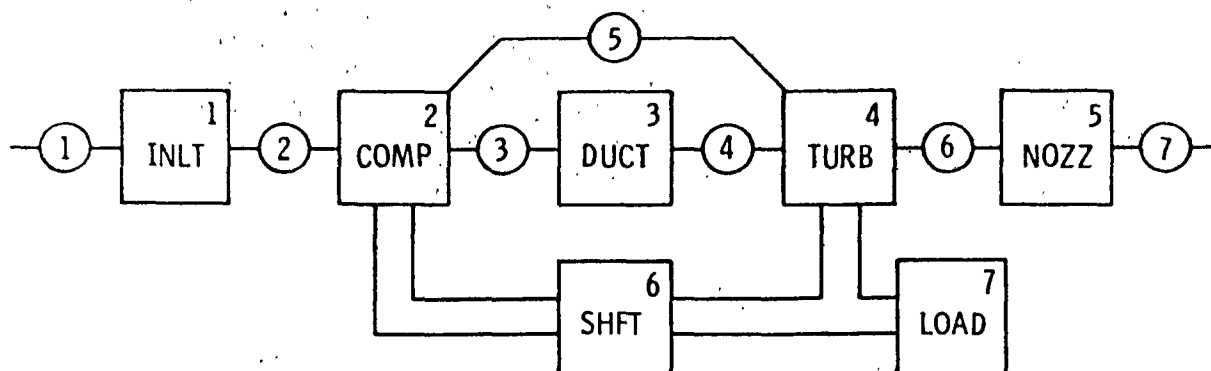 5
1 INLT 1 2 COMP 2 3 DUCT 3 4 TURB 4 6 NOZZ 5 7
SHFT 6 LOAD 7